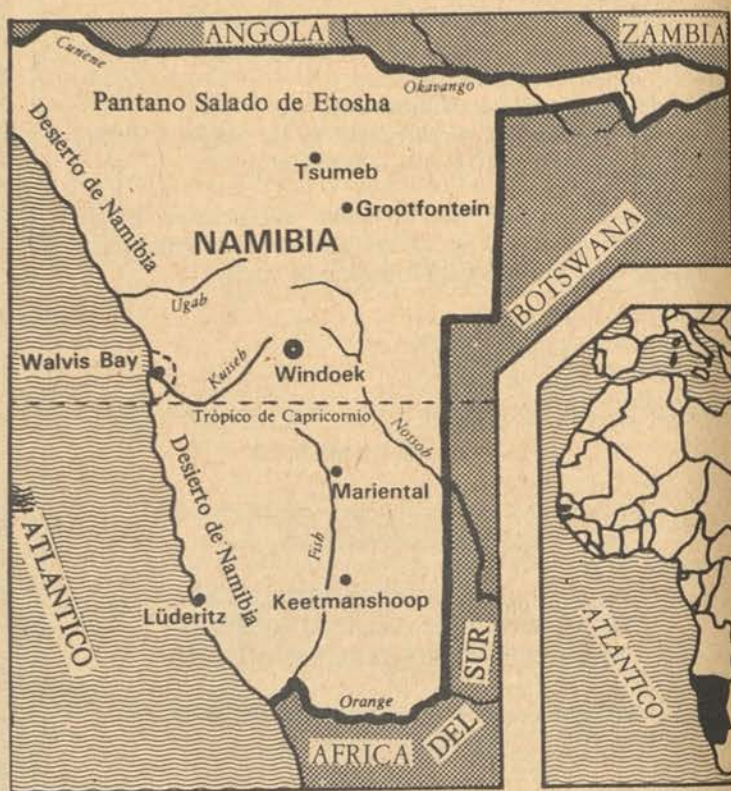 ANGOLA
ZAMBIA
Cunene
Okavango
Pantano Salado de Etosha
Desierto de Namibia
Tsumeb
Grootfontein
NAMIBIA
BOTSWANA
Ugab
Walvis Bay
Kuiseb
Windoek
Trópico de Capricornio
Nossob
Desierto de Namibia
Mariental
ATLANTICO
Fish
Keetmanshoop
Lüderitz
ATLANTICO
Orange
AFRICA DEL SUR